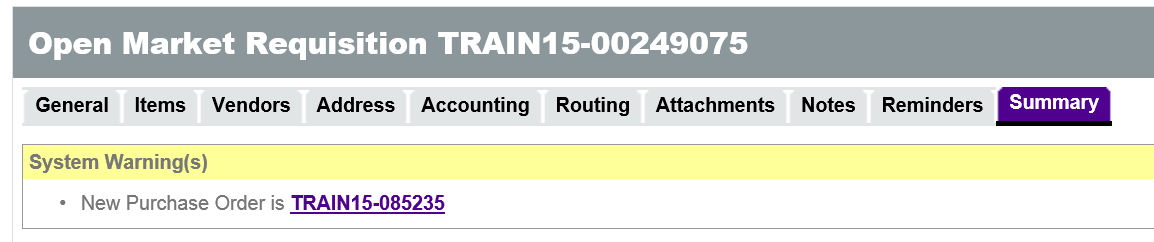 Open Market Requisition TRAIN15-00249075
General Items Vendors Address Accounting Routing Attachments Notes Reminders Summary
System Warning(s)
• New Purchase Order is TRAIN15-085235